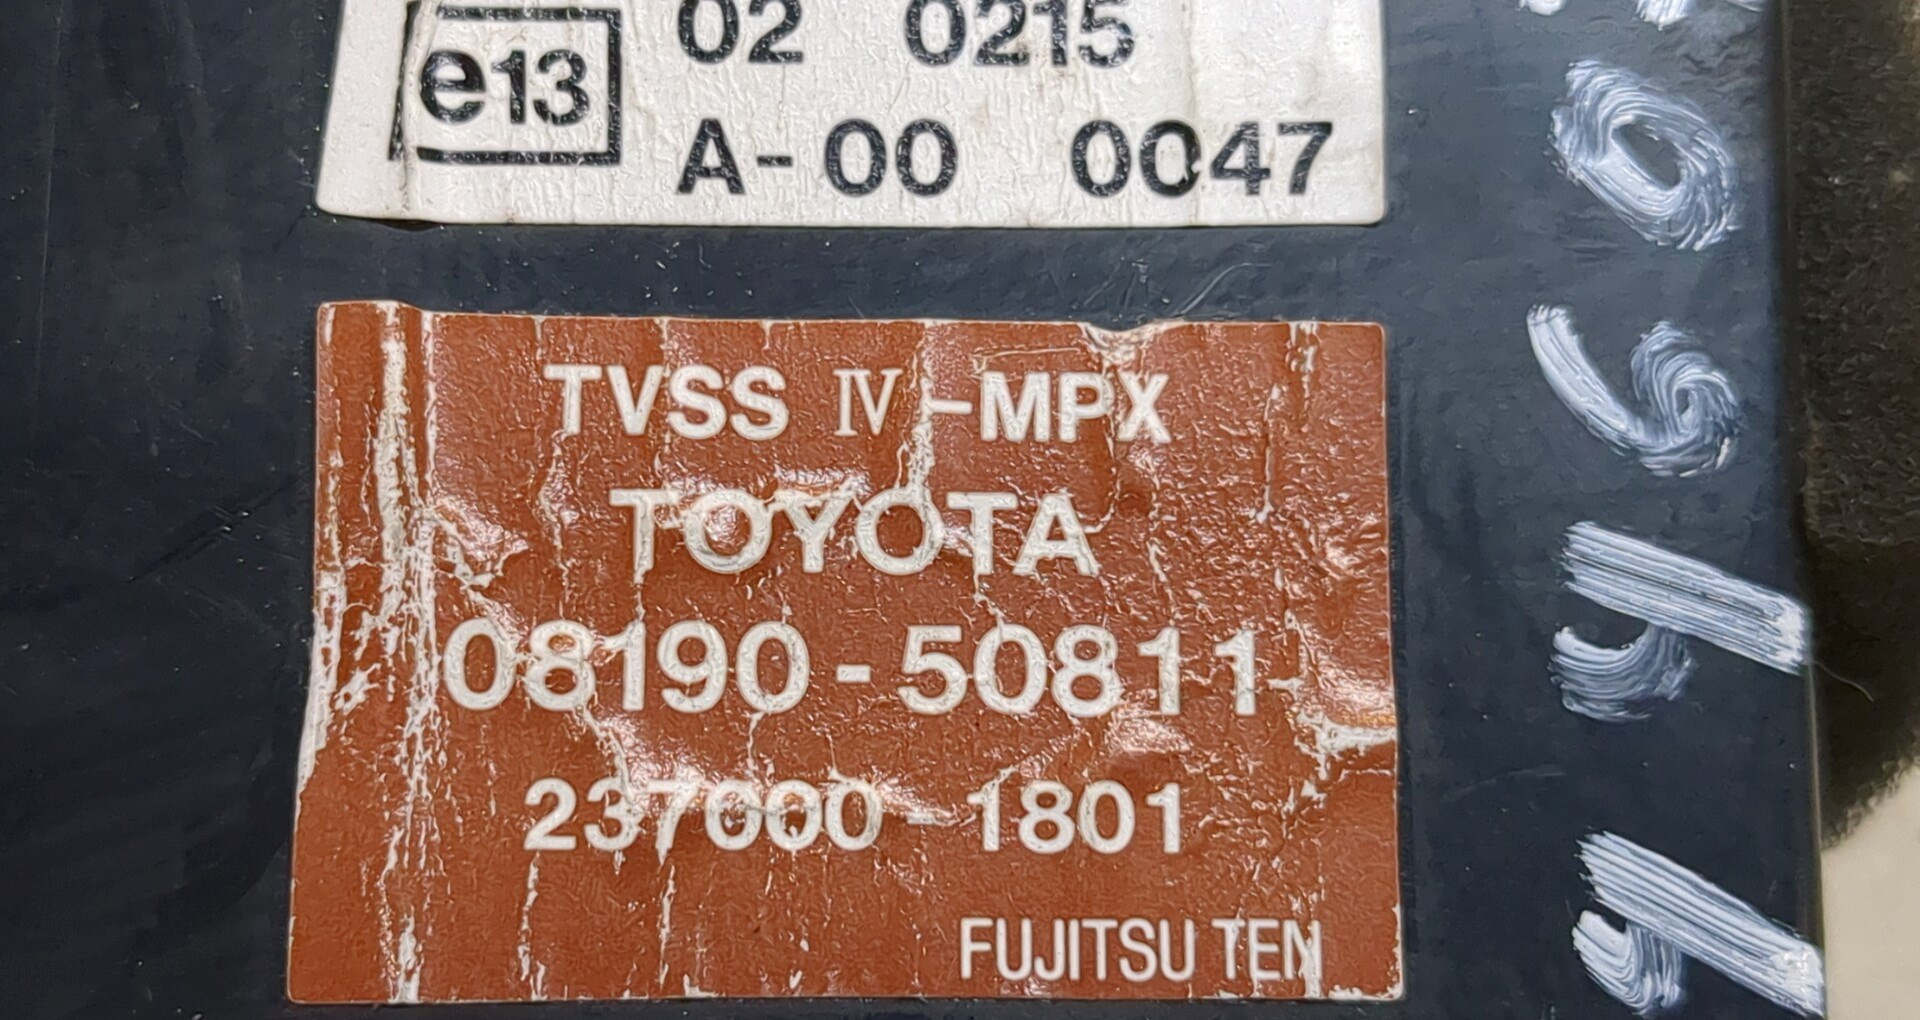 e13
02 0215
A-00 0047
TVSS IV -MPX
TOYOTA
08190-50811
237000-1801
FUJITSU TEN